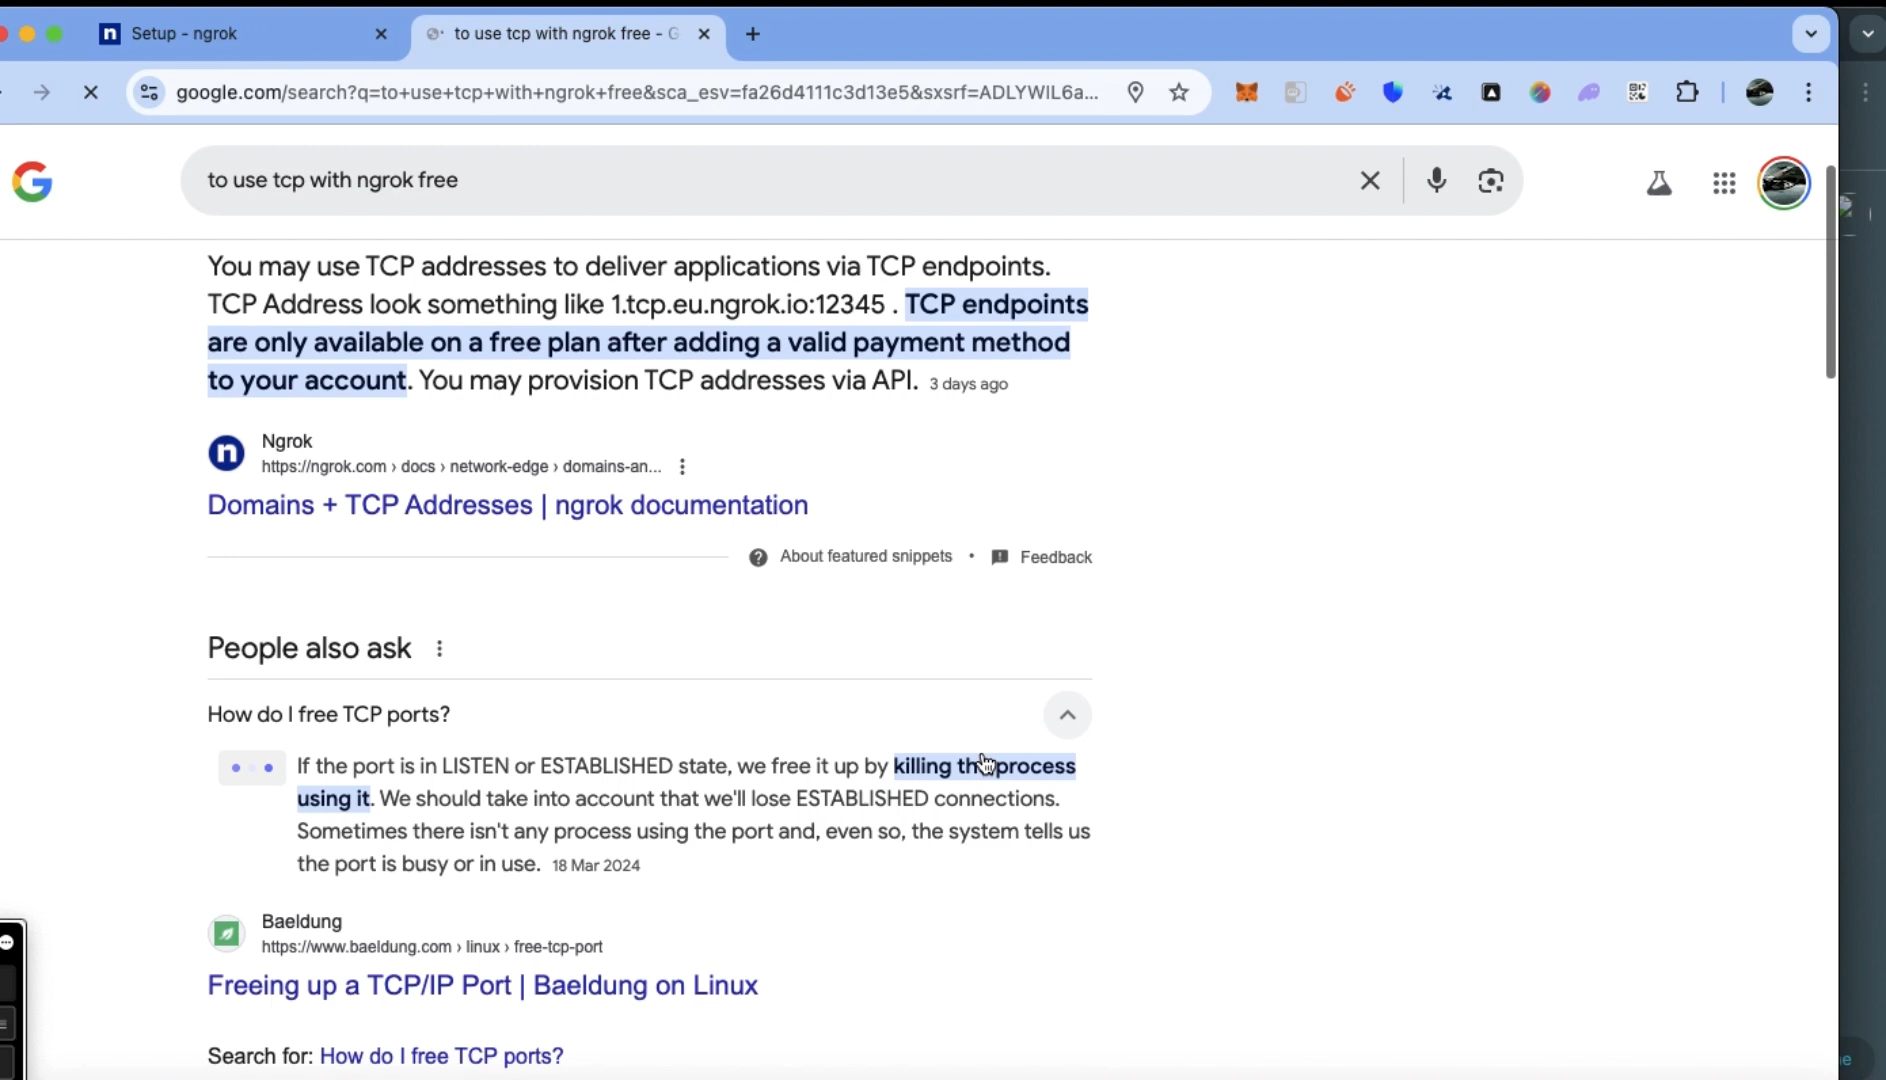 Setup - ngrok
to use tcp with ngrok free - G
google.com/search?q=to+use+tcp+with+ngrok+free&sca_esv=fa26d4111c3d13e5&sxsrf=ADLYWIL6a...
to use tcp with ngrok free
You may use TCP addresses to deliver applications via TCP endpoints.
TCP Address look something like 1.tcp.eu.ngrok.io:12345 . TCP endpoints
are only available on a free plan after adding a valid payment method
to your account. You may provision TCP addresses via API. 3 days ago
Ngrok
https://ngrok.com › docs › network-edge › domains-an...
Domains + TCP Addresses | ngrok documentation
About featured snippets • Feedback
People also ask
How do I free TCP ports?
If the port is in LISTEN or ESTABLISHED state, we free it up by killing the process
using it. We should take into account that we'll lose ESTABLISHED connections.
Sometimes there isn't any process using the port and, even so, the system tells us
the port is busy or in use. 18 Mar 2024
Baeldung
https://www.baeldung.com › linux › free-tcp-port
Freeing up a TCP/IP Port | Baeldung on Linux
Search for: How do I free TCP ports?